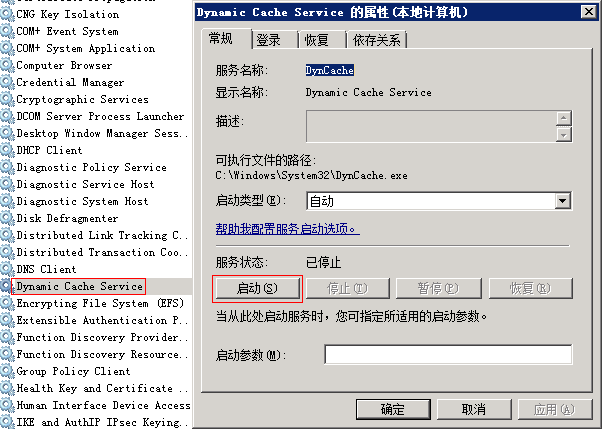 CNG Key Isolation
COM+ Event System
COM+ System Application
Computer Browser
Credential Manager
Cryptographic Services
DCOM Server Process Launcher
Desktop Window Manager Sess...
DHCP Client
Diagnostic Policy Service
Diagnostic Service Host
Diagnostic System Host
Disk Defragmenter
Distributed Link Tracking C...
Distributed Transaction Coo...
DNS Client
Dynamic Cache Service
Encrypting File System (EFS)
Extensible Authentication P...
Function Discovery Provider...
Function Discovery Resource...
Group Policy Client
Health Key and Certificate ...
Human Interface Device Access
IKE and AuthIP IPsec Keying...
Dynamic Cache Service 的属性(本地计算机)
常规 登录 恢复 依存关系
服务名称: DynCache
显示名称: Dynamic Cache Service
描述:
可执行文件的路径:
C:\Windows\System32\DynCache.exe
启动类型(E): 自动
帮助我配置服务启动选项。
服务状态: 已停止
启动(S) 停止(T) 暂停(P) 恢复(R)
当从此处启动服务时，您可指定所适用的启动参数。
启动参数(M):
确定 取消 应用(A)